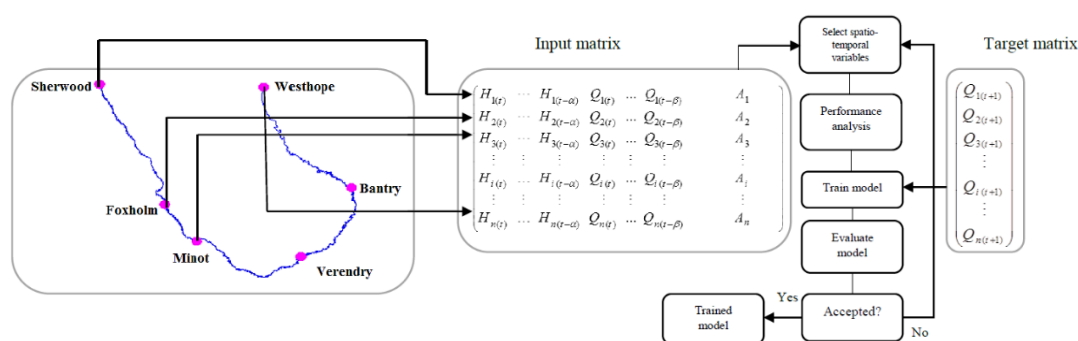 Input matrix
Target matrix
Sherwood
Westhope
Foxholm
Minot
Bantry
Verendry
H1(t) ... H1(t−α) Q1(t) ... Q1(t−β) A1
H2(t) ... H2(t−α) Q2(t) ... Q2(t−β) A2
H3(t) ... H3(t−α) Q3(t) ... Q3(t−β) A3
⋮ ⋮ ⋮ ⋮ ⋮ ⋮ ⋮
Hi(t) ... Hi(t−α) Qi(t) ... Qi(t−β) Ai
⋮ ⋮ ⋮ ⋮ ⋮ ⋮ ⋮
Hn(t) ... Hn(t−α) Qn(t) ... Qn(t−β) An
Select spatio-
temporal
variables
Performance
analysis
Train model
Evaluate
model
Accepted?
Yes
No
Trained
model
Q1(t+1)
Q2(t+1)
Q3(t+1)
⋮
Qi(t+1)
⋮
Qn(t+1)